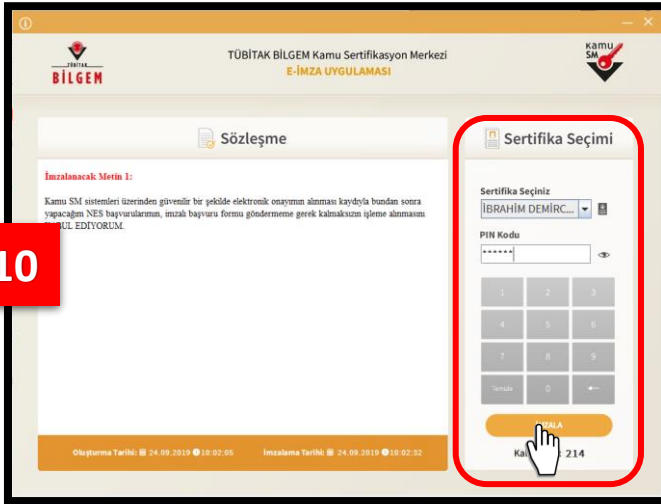 TÜBİTAK
BİLGEM
TÜBİTAK BİLGEM Kamu Sertifikasyon Merkezi
E-İMZA UYGULAMASI
Kamu
SM
Sözleşme
İmzalanacak Metin 1:
Kamu SM sistemleri üzerinden güvenilir bir şekilde elektronik onayımın alınması kaydıyla bundan sonra
yapacağım NES başvurularımın, imzalı başvuru formu göndermeme gerek kalmaksızın işleme alınmasını
EDİYORUM.
10
Oluşturma Tarihi: 24.09.2019 10:02:05 İmzalama Tarihi: 24.09.2019 10:02:32
Sertifika Seçimi
Sertifika Seçiniz
İBRAHİM DEMİRC...
PIN Kodu
******
1 2 3
4 5 6
7 8 9
Temizle 0
214